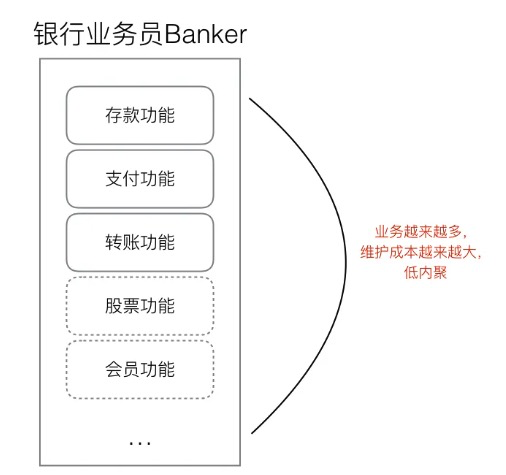 银行业务员Banker
存款功能
支付功能
转账功能
股票功能
会员功能
...
业务越来越多，
维护成本越来越大，
低内聚